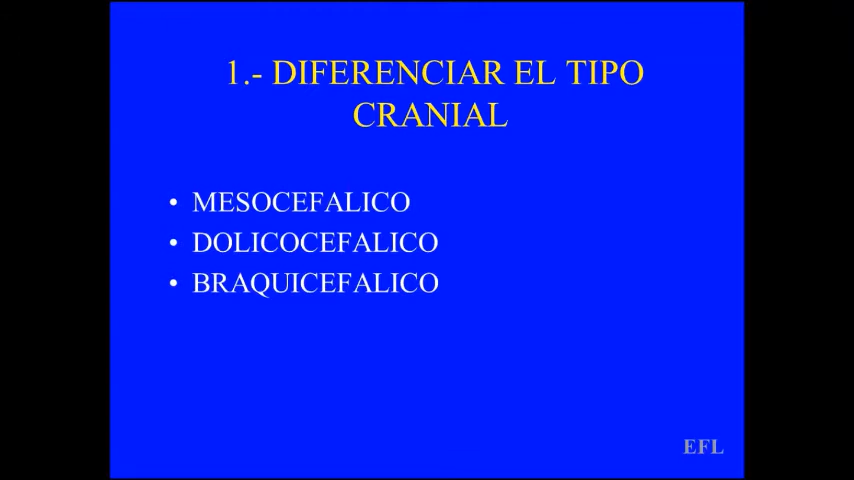 1.- DIFERENCIAR EL TIPO
CRANIAL
• MESOCEFALICO
• DOLICOCEFALICO
• BRAQUICEFALICO
EFL